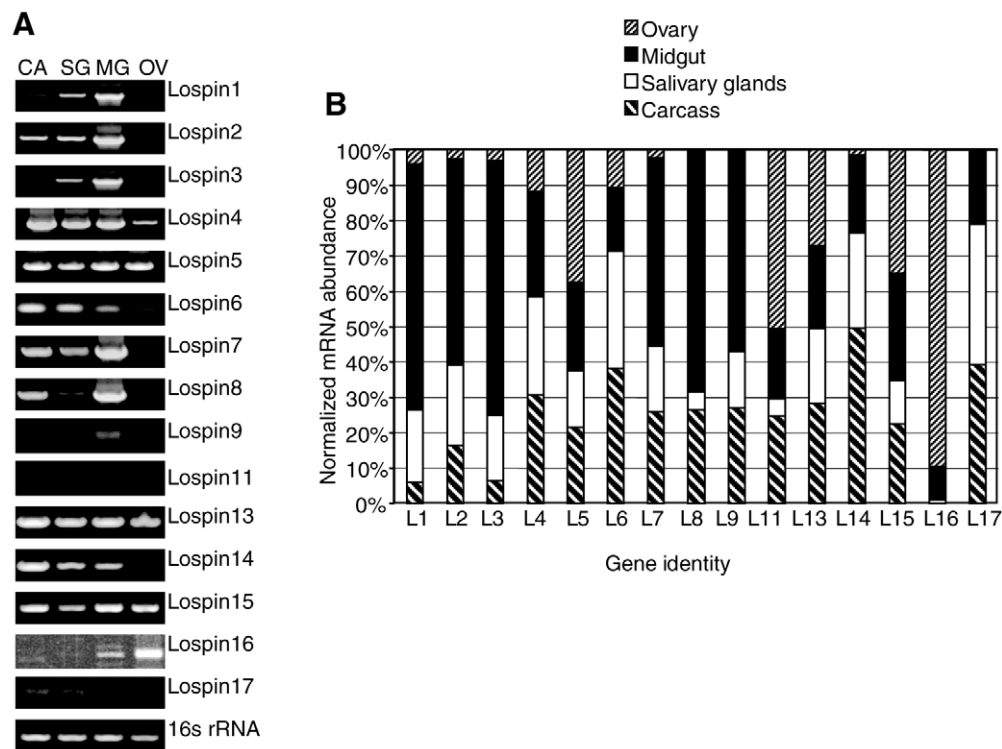 A
CA SG MG OV
Lospin1
Lospin2
Lospin3
Lospin4
Lospin5
Lospin6
Lospin7
Lospin8
Lospin9
Lospin11
Lospin13
Lospin14
Lospin15
Lospin16
Lospin17
16s rRNA
B
Ovary
Midgut
Salivary glands
Carcass
Normalized mRNA abundance
100%
90%
80%
70%
60%
50%
40%
30%
20%
10%
0%
L1 L2 L3 L4 L5 L6 L7 L8 L9 L11 L13 L14 L15 L16 L17
Gene identity